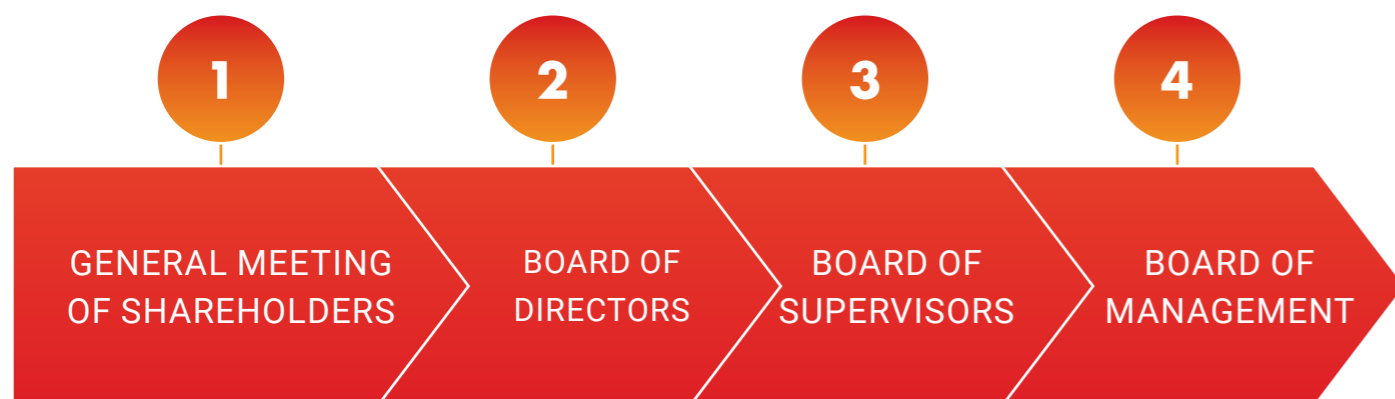 1
2
3
4
GENERAL MEETING
OF SHAREHOLDERS
BOARD OF
DIRECTORS
BOARD OF
SUPERVISORS
BOARD OF
MANAGEMENT